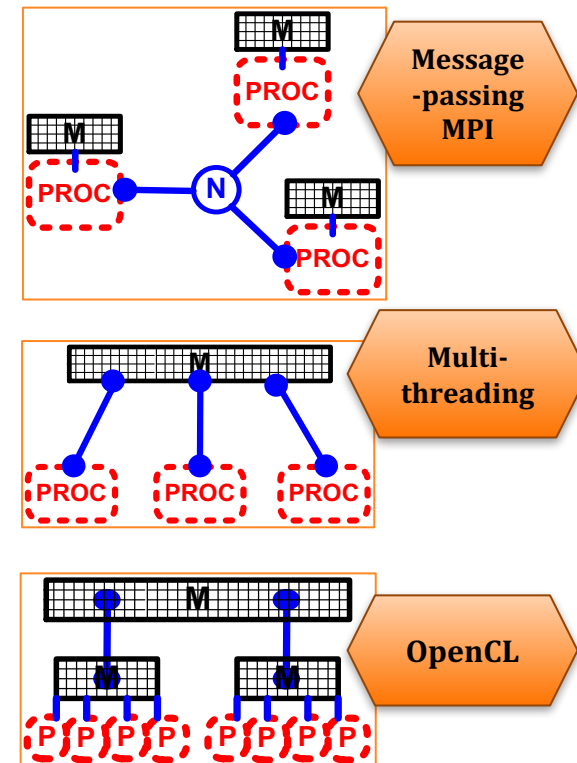 M
PROC
Message
-passing
MPI
M
PROC
N
M
PROC
M
Multi-
threading
PROC PROC PROC
M
OpenCL
M M
P P P P P P P P